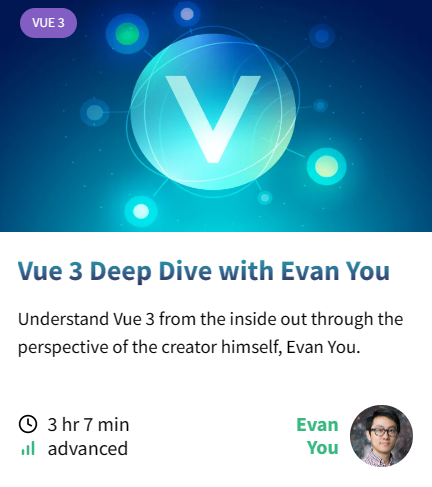 VUE 3
V
Vue 3 Deep Dive with Evan You
Understand Vue 3 from the inside out through the
perspective of the creator himself, Evan You.
3 hr 7 min
advanced
Evan
You